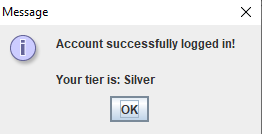 Message
Account successfully logged in!
Your tier is: Silver
OK